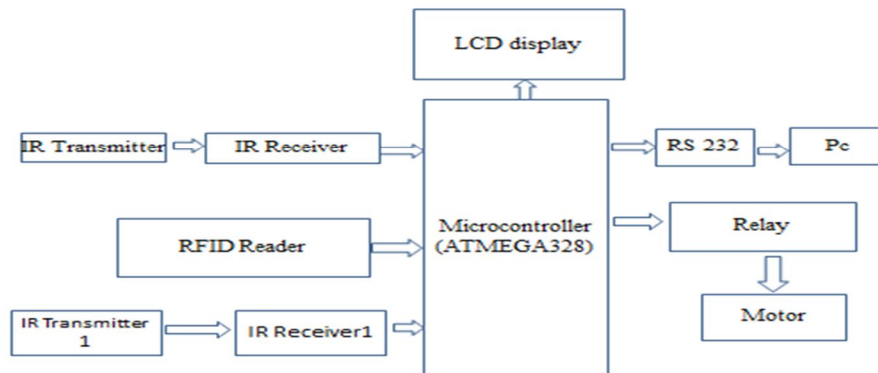 LCD display
IR Transmitter
IR Receiver
RS 232
Pc
RFID Reader
Microcontroller
(ATMEGA328)
Relay
IR Transmitter
1
IR Receiver1
Motor